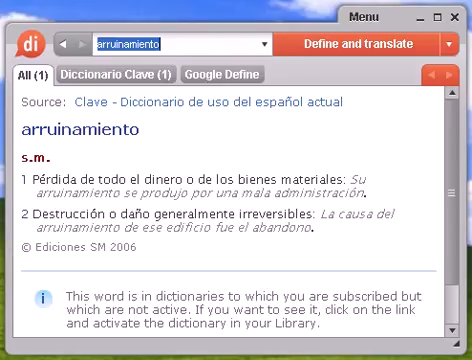 Menu
di
arruinamiento
Define and translate
All (1)
Diccionario Clave (1)
Google Define
Source: Clave - Diccionario de uso del español actual
arruinamiento
s.m.
1 Pérdida de todo el dinero o de los bienes materiales: Su
arruinamiento se produjo por una mala administración.
2 Destrucción o daño generalmente irreversibles: La causa del
arruinamiento de ese edificio fue el abandono.
© Ediciones SM 2006
i
This word is in dictionaries to which you are subscribed but
which are not active. If you want to see it, click on the link
and activate the dictionary in your Library.